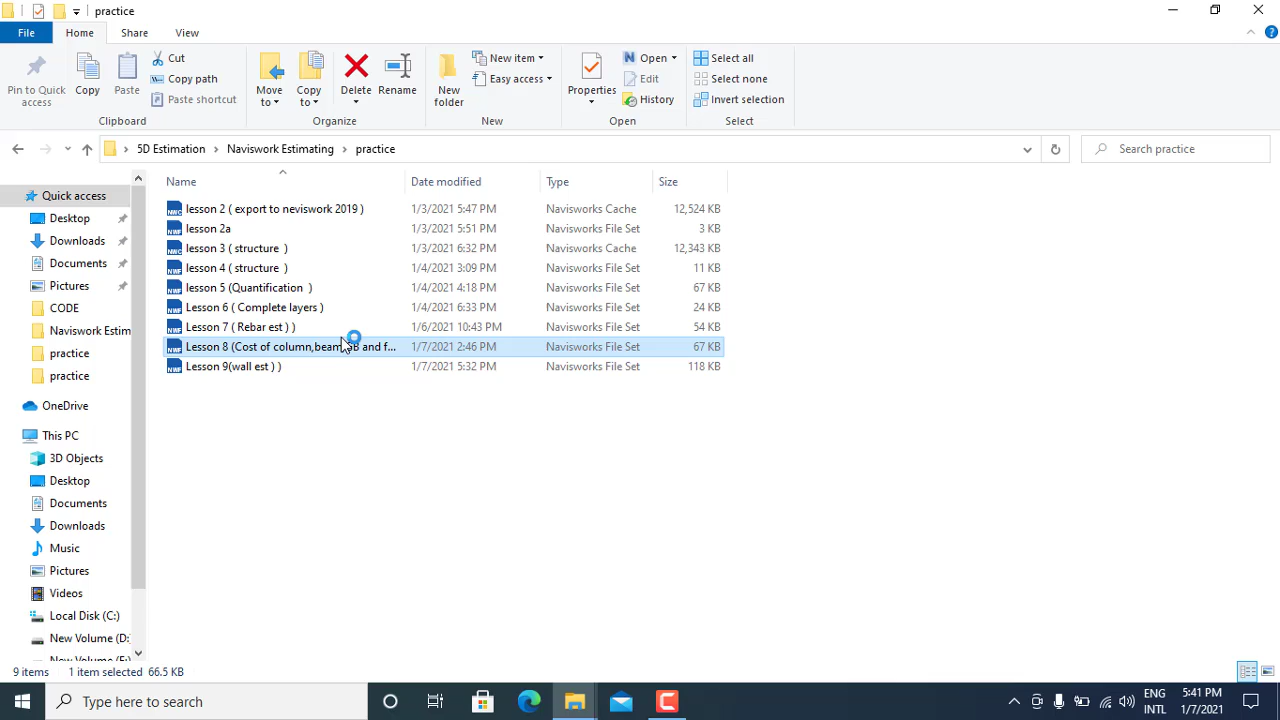 practice
File
Home
Share
View
Pin to Quick access
Copy
Paste
Cut
Copy path
Paste shortcut
Clipboard
Move to
Copy to
Delete
Rename
Organize
New folder
New item
Easy access
New
Properties
Open
Edit
History
Open
Select all
Select none
Invert selection
Select
5D Estimation > Naviswork Estimating > practice
Search practice
Name Date modified Type Size
lesson 2 ( export to neviswork 2019 ) 1/3/2021 5:47 PM Navisworks Cache 12,524 KB
lesson 2a 1/3/2021 5:51 PM Navisworks File Set 3 KB
lesson 3 ( structure ) 1/3/2021 6:32 PM Navisworks Cache 12,343 KB
lesson 4 ( structure ) 1/4/2021 3:09 PM Navisworks File Set 11 KB
lesson 5 (Quantification ) 1/4/2021 4:18 PM Navisworks File Set 67 KB
Lesson 6 ( Complete layers ) 1/4/2021 6:33 PM Navisworks File Set 24 KB
Lesson 7 ( Rebar est ) ) 1/6/2021 10:43 PM Navisworks File Set 54 KB
Lesson 8 (Cost of column,beam and f... 1/7/2021 2:46 PM Navisworks File Set 67 KB
Lesson 9(wall est ) ) 1/7/2021 5:32 PM Navisworks File Set 118 KB
Quick access
Desktop
Downloads
Documents
Pictures
CODE
Naviswork Estim
practice
practice
OneDrive
This PC
3D Objects
Desktop
Documents
Downloads
Music
Pictures
Videos
Local Disk (C:)
New Volume (D:
9 items 1 item selected 66.5 KB
Type here to search
ENG
INTL
5:41 PM
1/7/2021